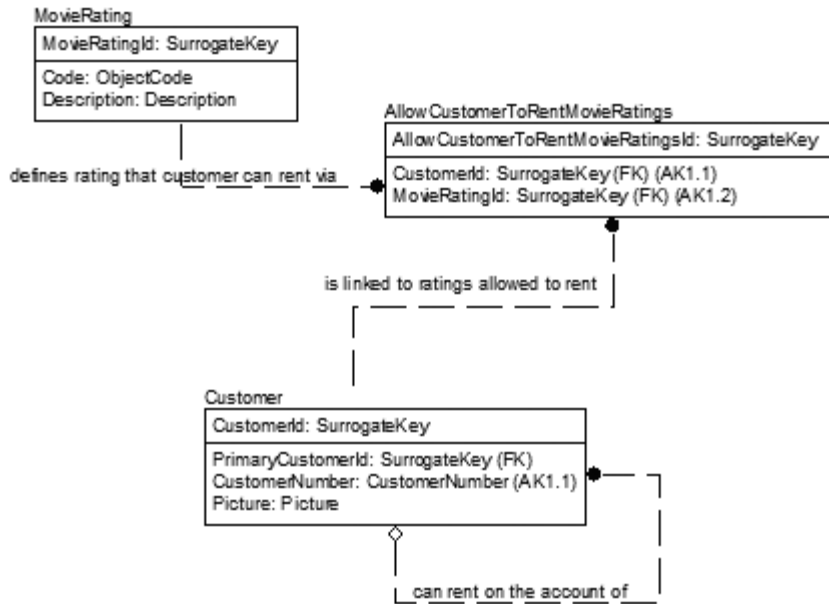 MovieRating
MovieRatingId: SurrogateKey
Code: ObjectCode
Description: Description
AllowCustomerToRentMovieRatings
AllowCustomerToRentMovieRatingsId: SurrogateKey
CustomerId: SurrogateKey (FK) (AK1.1)
MovieRatingId: SurrogateKey (FK) (AK1.2)
defines rating that customer can rent via
is linked to ratings allowed to rent
Customer
CustomerId: SurrogateKey
PrimaryCustomerId: SurrogateKey (FK)
CustomerNumber: CustomerNumber (AK1.1)
Picture: Picture
can rent on the account of